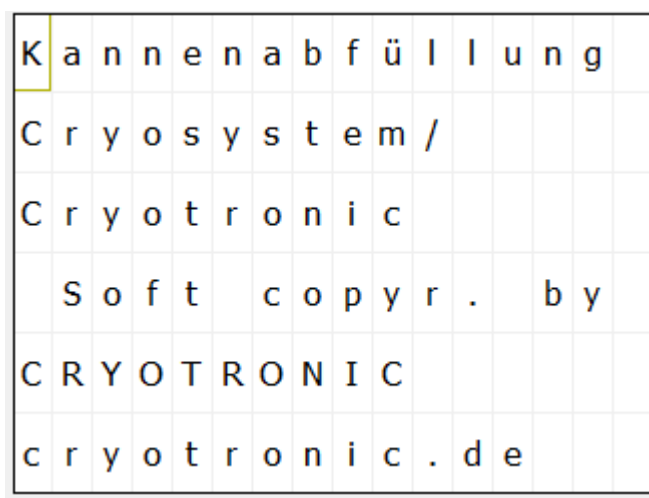 Kannenabfüllung
Cryosystem/
Cryotronic
Soft copyr. by
CRYOTRONIC
cryotronic.de